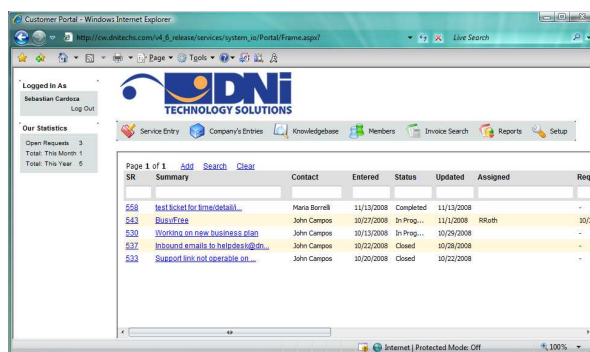 Customer Portal - Windows Internet Explorer
http://cw.dnitechs.com/v4_6_release/services/system_io/Portal/Frame.aspx?
Live Search
Page Tools
Logged In As
Sebastian Cardoza
Log Out
DNi
TECHNOLOGY SOLUTIONS
Our Statistics
Open Requests 3
Total: This Month 1
Total: This Year 5
Service Entry Company's Entries Knowledgebase Members Invoice Search Reports Setup
Page 1 of 1 Add Search Clear
SR Summary Contact Entered Status Updated Assigned Req
558 test ticket for time/detail/i... Maria Borrelli 11/13/2008 Completed 11/13/2008 -
543 Busy/Free John Campos 10/27/2008 In Prog... 11/1/2008 RRoth 10/
530 Working on new business plan John Campos 10/13/2008 In Prog... 10/29/2008 -
537 Inbound emails to helpdesk@dn... John Campos 10/22/2008 Closed 10/28/2008 -
533 Support link not operable on ... John Campos 10/20/2008 Closed 10/22/2008 -
Internet | Protected Mode: Off 100%